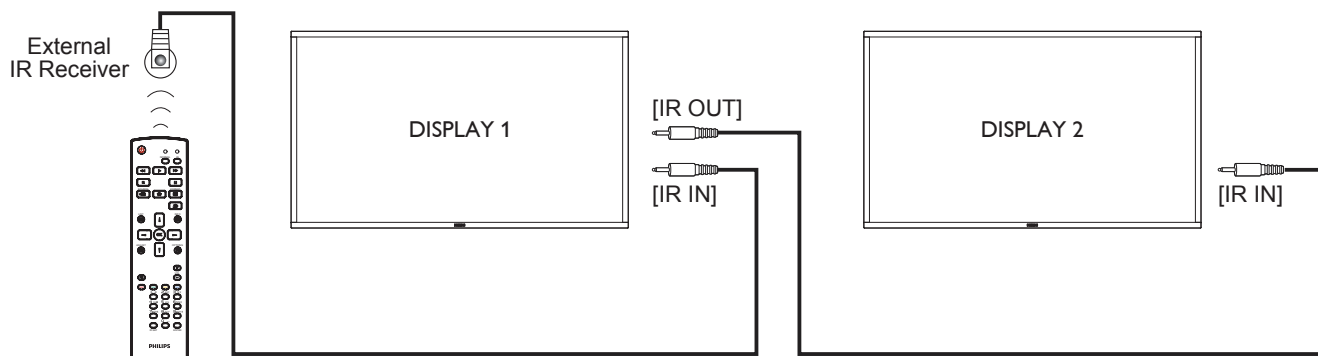 External
IR Receiver
DISPLAY 1
[IR OUT]
[IR IN]
DISPLAY 2
[IR IN]
PHILIPS